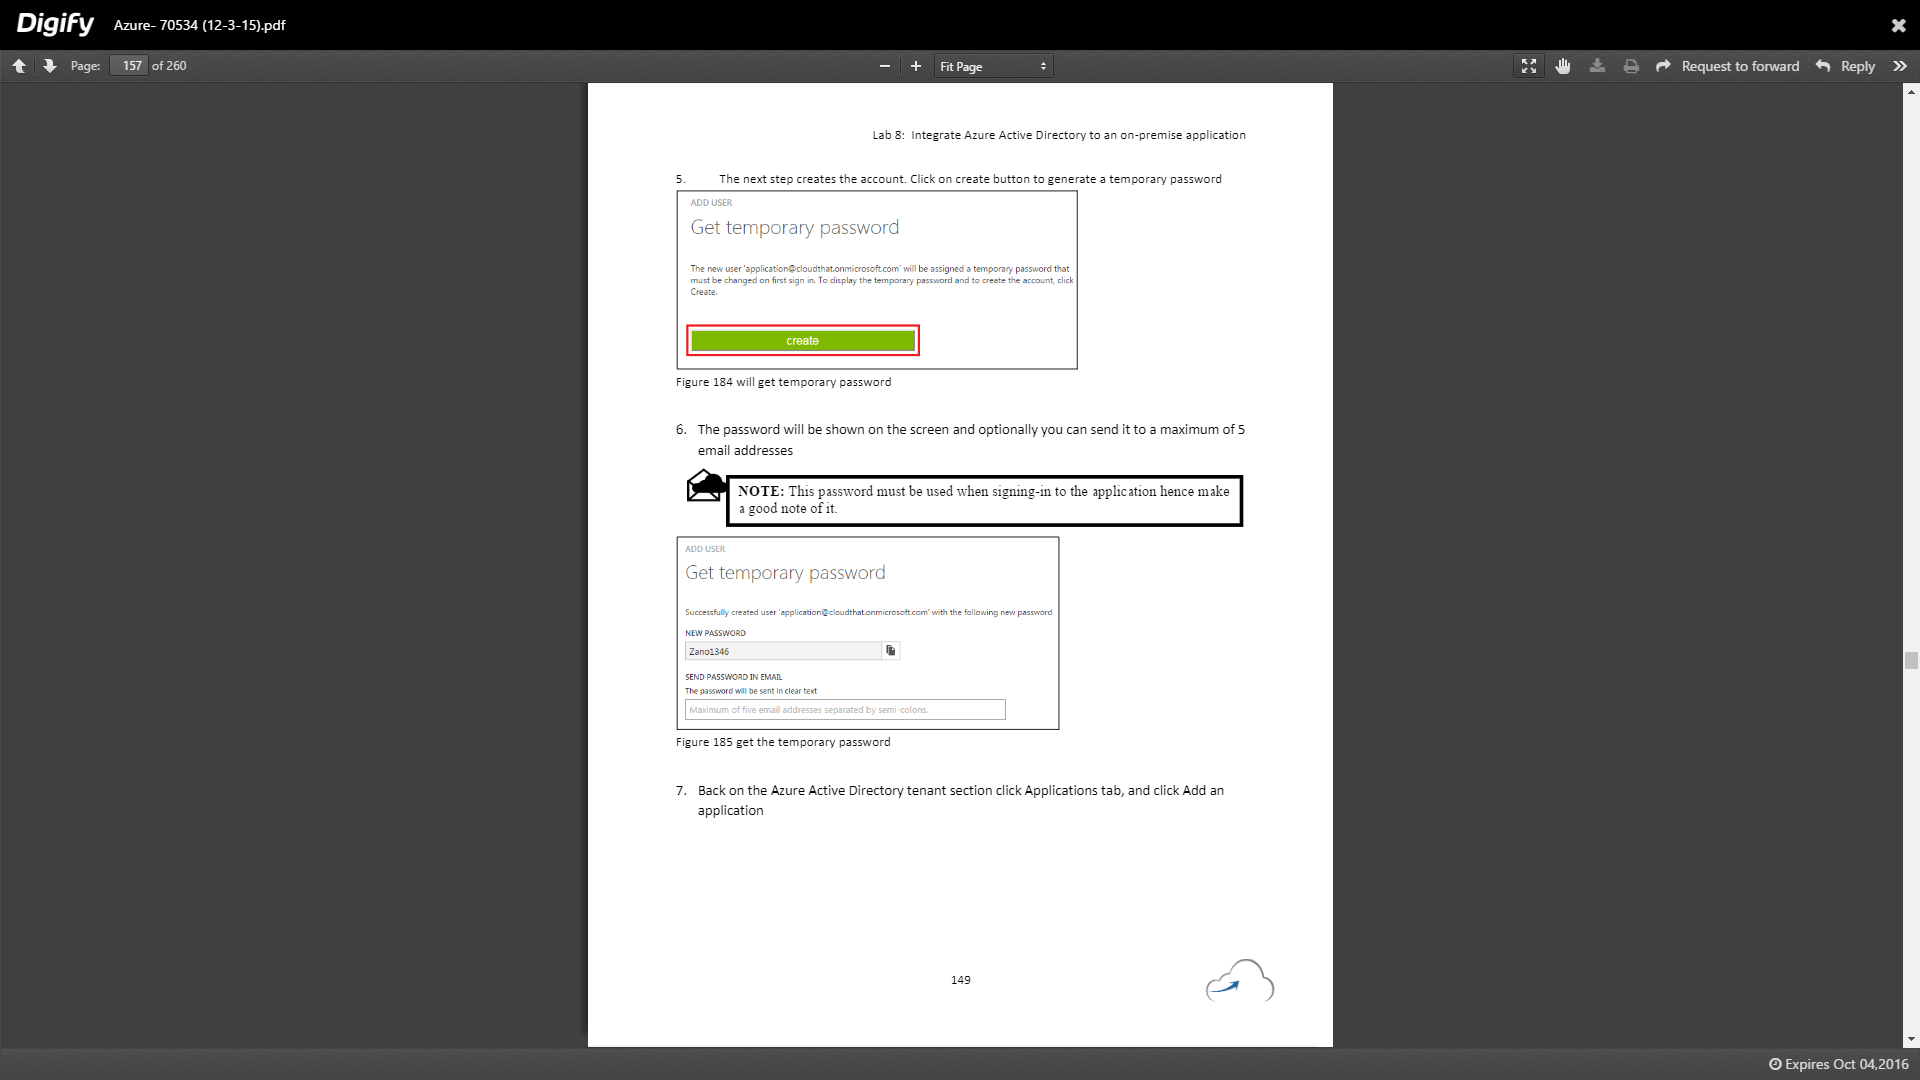 Digify Azure- 70534 (12-3-15).pdf
Page: 157 of 260 Fit Page Request to forward Reply
Lab 8: Integrate Azure Active Directory to an on-premise application
5. The next step creates the account. Click on create button to generate a temporary password
ADD USER
Get temporary password
The new user 'application@cloudthat.onmicrosoft.com' will be assigned a temporary password that
must be changed on first sign in. To display the temporary password and to create the account, click
Create.
create
Figure 184 will get temporary password
6. The password will be shown on the screen and optionally you can send it to a maximum of 5
email addresses
NOTE: This password must be used when signing-in to the application hence make
a good note of it.
ADD USER
Get temporary password
Successfully created user 'application@cloudthat.onmicrosoft.com' with the following new password
NEW PASSWORD
Zano1346
SEND PASSWORD IN EMAIL
The password will be sent in clear text
Maximum of five email addresses separated by semi-colons.
Figure 185 get the temporary password
7. Back on the Azure Active Directory tenant section click Applications tab, and click Add an
application
149
Expires Oct 04,2016